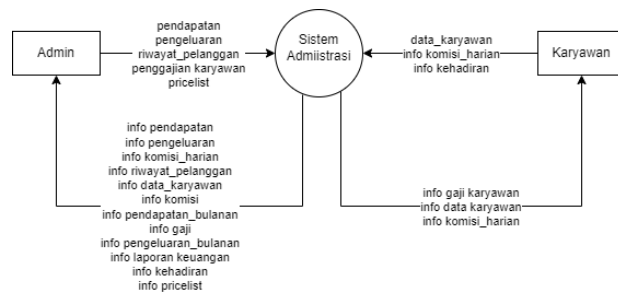 Admin
pendapatan
pengeluaran
riwayat_pelanggan
penggajian karyawan
pricelist
Sistem
Admiistrasi
data_karyawan
info komisi_harian
info kehadiran
Karyawan
info pendapatan
info pengeluaran
info komisi_harian
info riwayat_pelanggan
info data_karyawan
info komisi
info pendapatan_bulanan
info gaji
info pengeluaran_bulanan
info laporan keuangan
info kehadiran
info pricelist
info gaji karyawan
info data karyawan
info komisi_harian